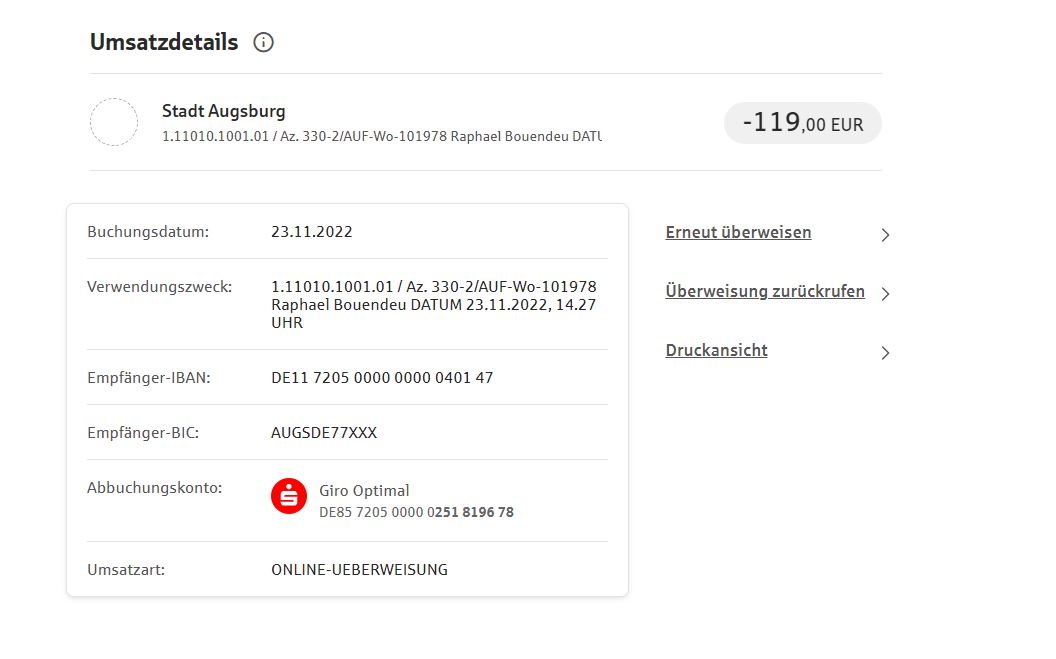 Umsatzdetails
Stadt Augsburg
1.11010.1001.01 / Az. 330-2/AUF-Wo-101978 Raphael Bouendeu DATU
-119,00 EUR
Buchungsdatum: 23.11.2022
Verwendungszweck: 1.11010.1001.01 / Az. 330-2/AUF-Wo-101978
Raphael Bouendeu DATUM 23.11.2022, 14.27
UHR
Empfänger-IBAN: DE11 7205 0000 0000 0401 47
Empfänger-BIC: AUGSDE77XXX
Abbuchungskonto: Giro Optimal
DE85 7205 0000 0251 8196 78
Umsatzart: ONLINE-UEBERWEISUNG
Erneut überweisen
Überweisung zurückrufen
Druckansicht